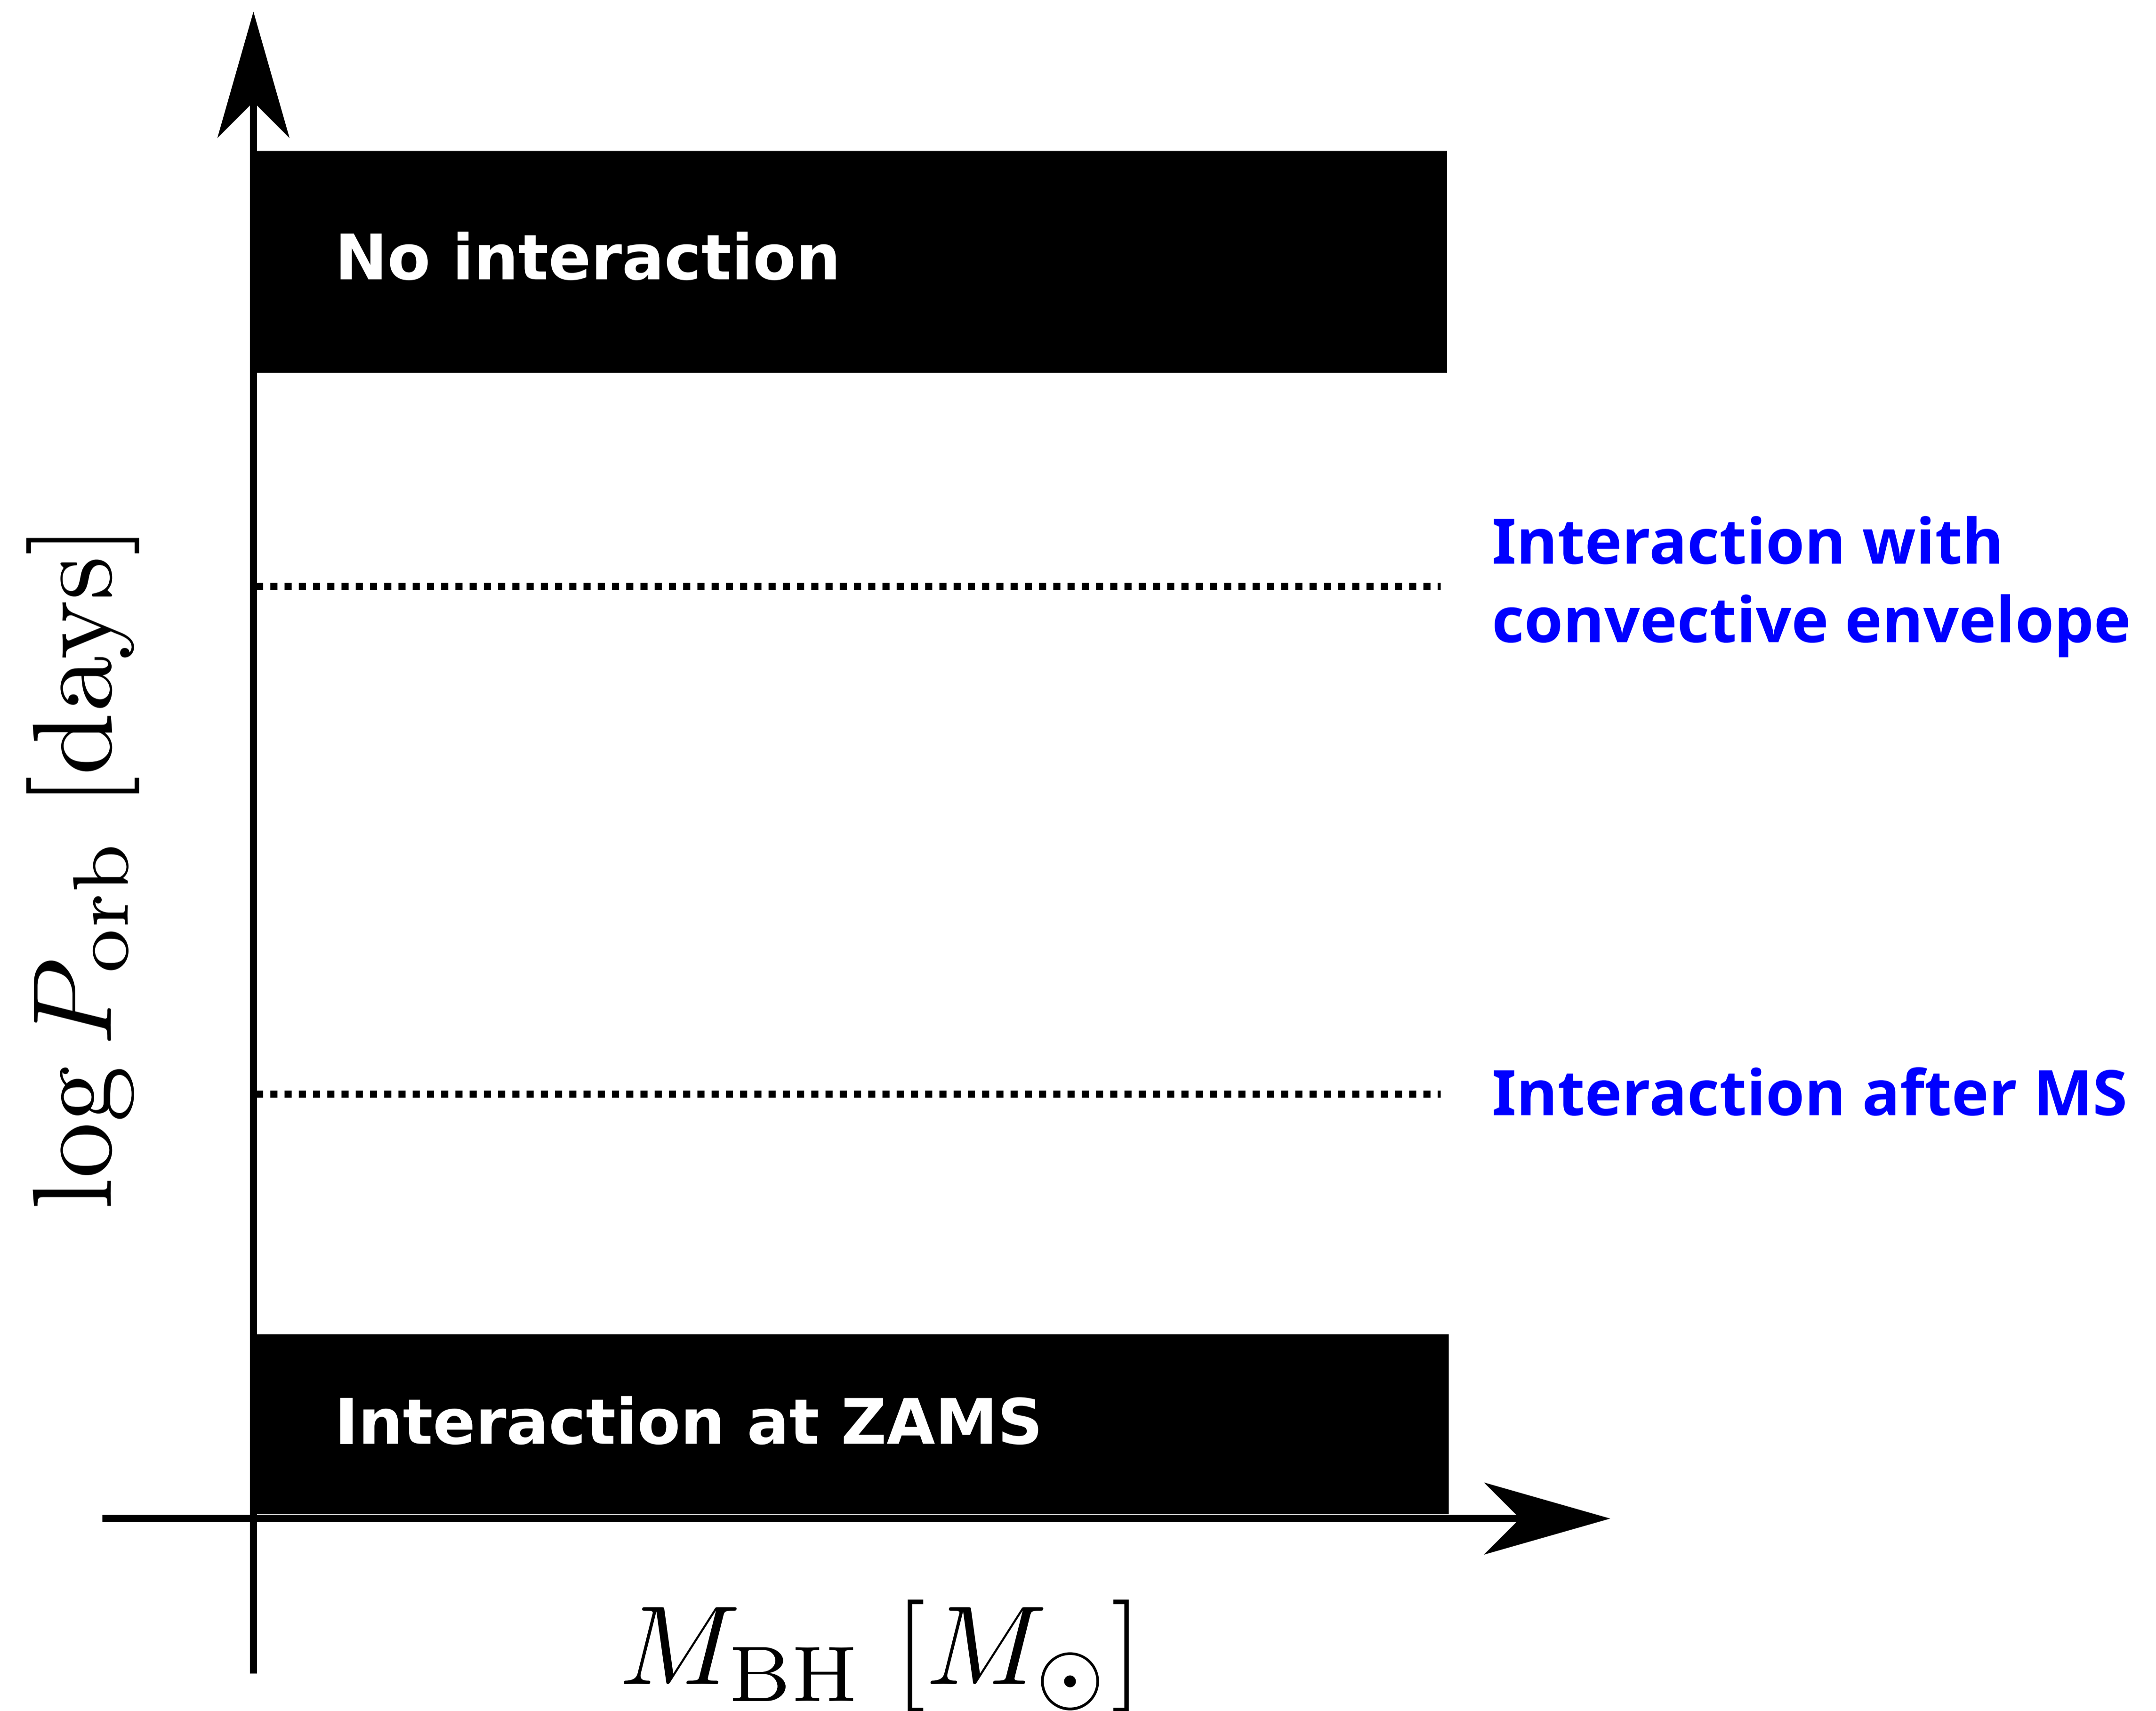 No interaction
Interaction with
convective envelope
log P_orb [days]
Interaction after MS
Interaction at ZAMS
M_BH [M_⊙]